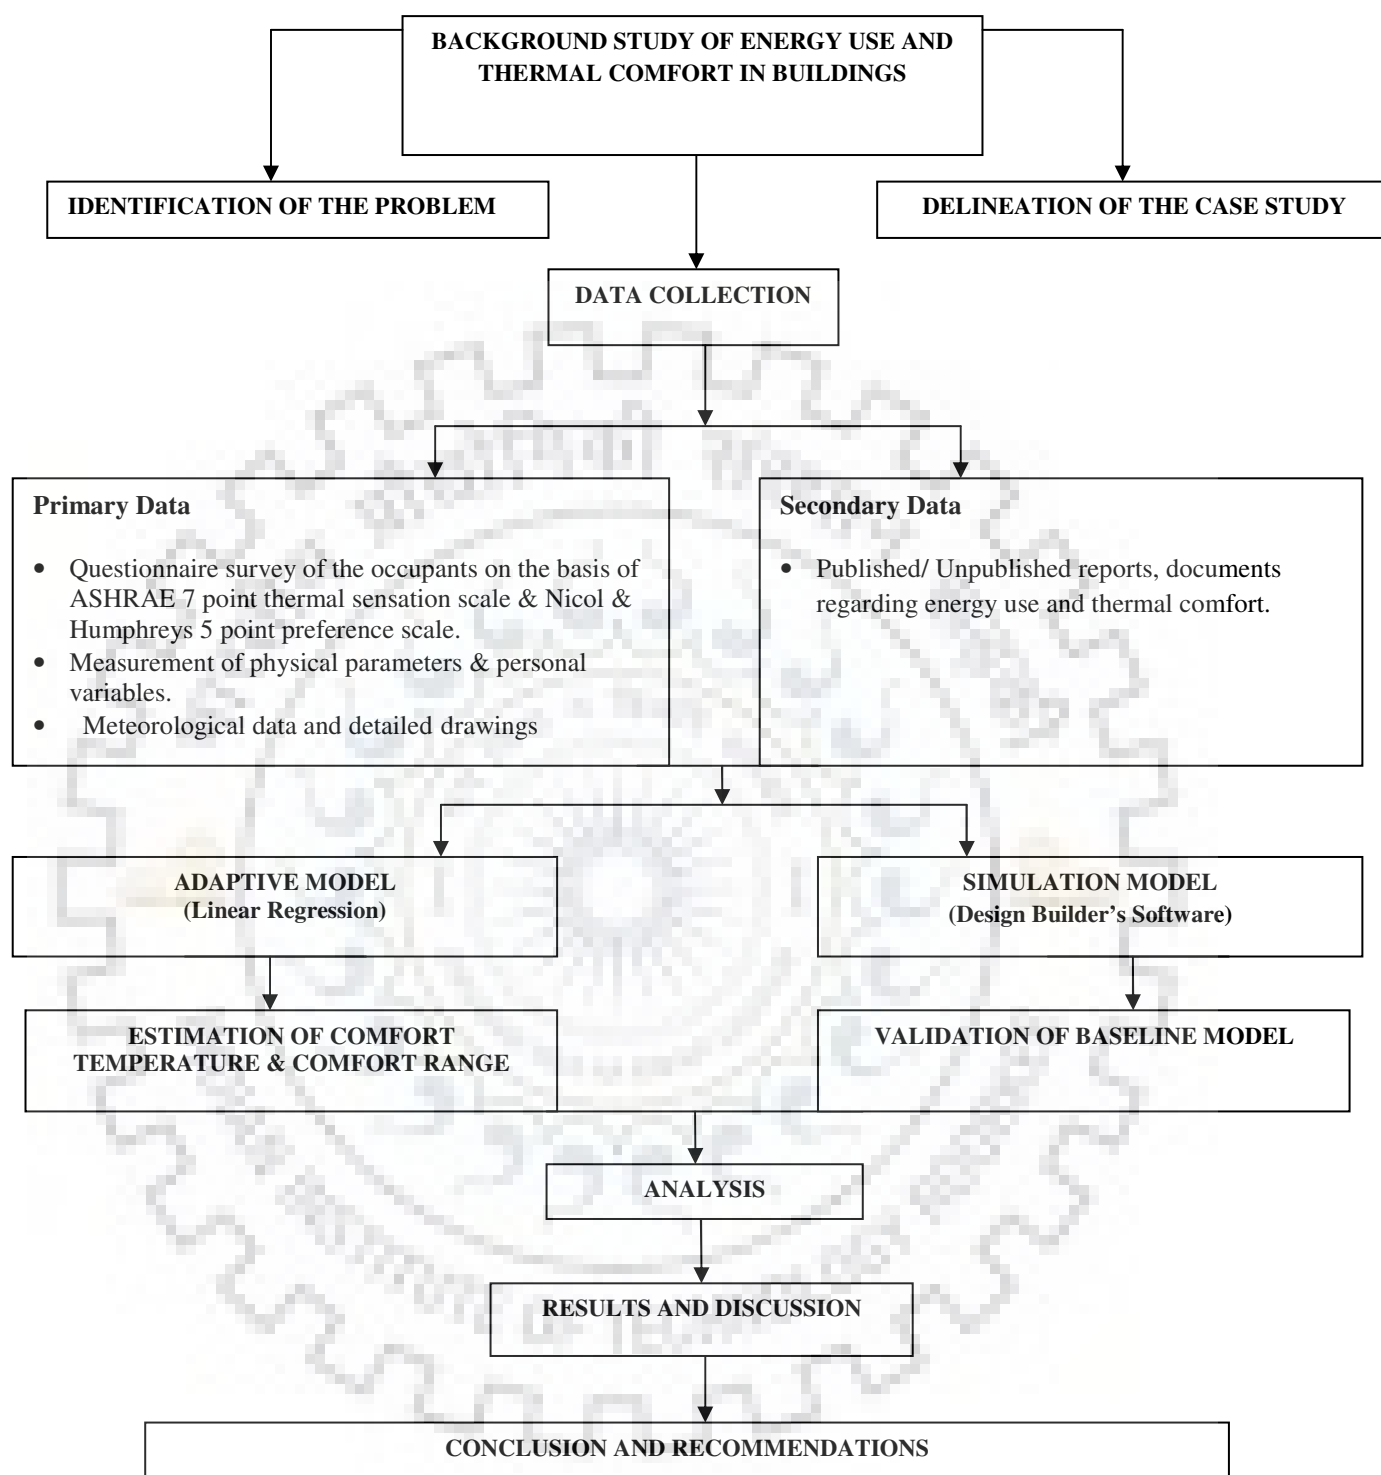 BACKGROUND STUDY OF ENERGY USE AND
THERMAL COMFORT IN BUILDINGS
IDENTIFICATION OF THE PROBLEM
DELINEATION OF THE CASE STUDY
DATA COLLECTION
Primary Data
• Questionnaire survey of the occupants on the basis of
ASHRAE 7 point thermal sensation scale & Nicol &
Humphreys 5 point preference scale.
• Measurement of physical parameters & personal
variables.
• Meteorological data and detailed drawings
Secondary Data
• Published/ Unpublished reports, documents
regarding energy use and thermal comfort.
ADAPTIVE MODEL
(Linear Regression)
SIMULATION MODEL
(Design Builder's Software)
ESTIMATION OF COMFORT
TEMPERATURE & COMFORT RANGE
VALIDATION OF BASELINE MODEL
ANALYSIS
RESULTS AND DISCUSSION
CONCLUSION AND RECOMMENDATIONS